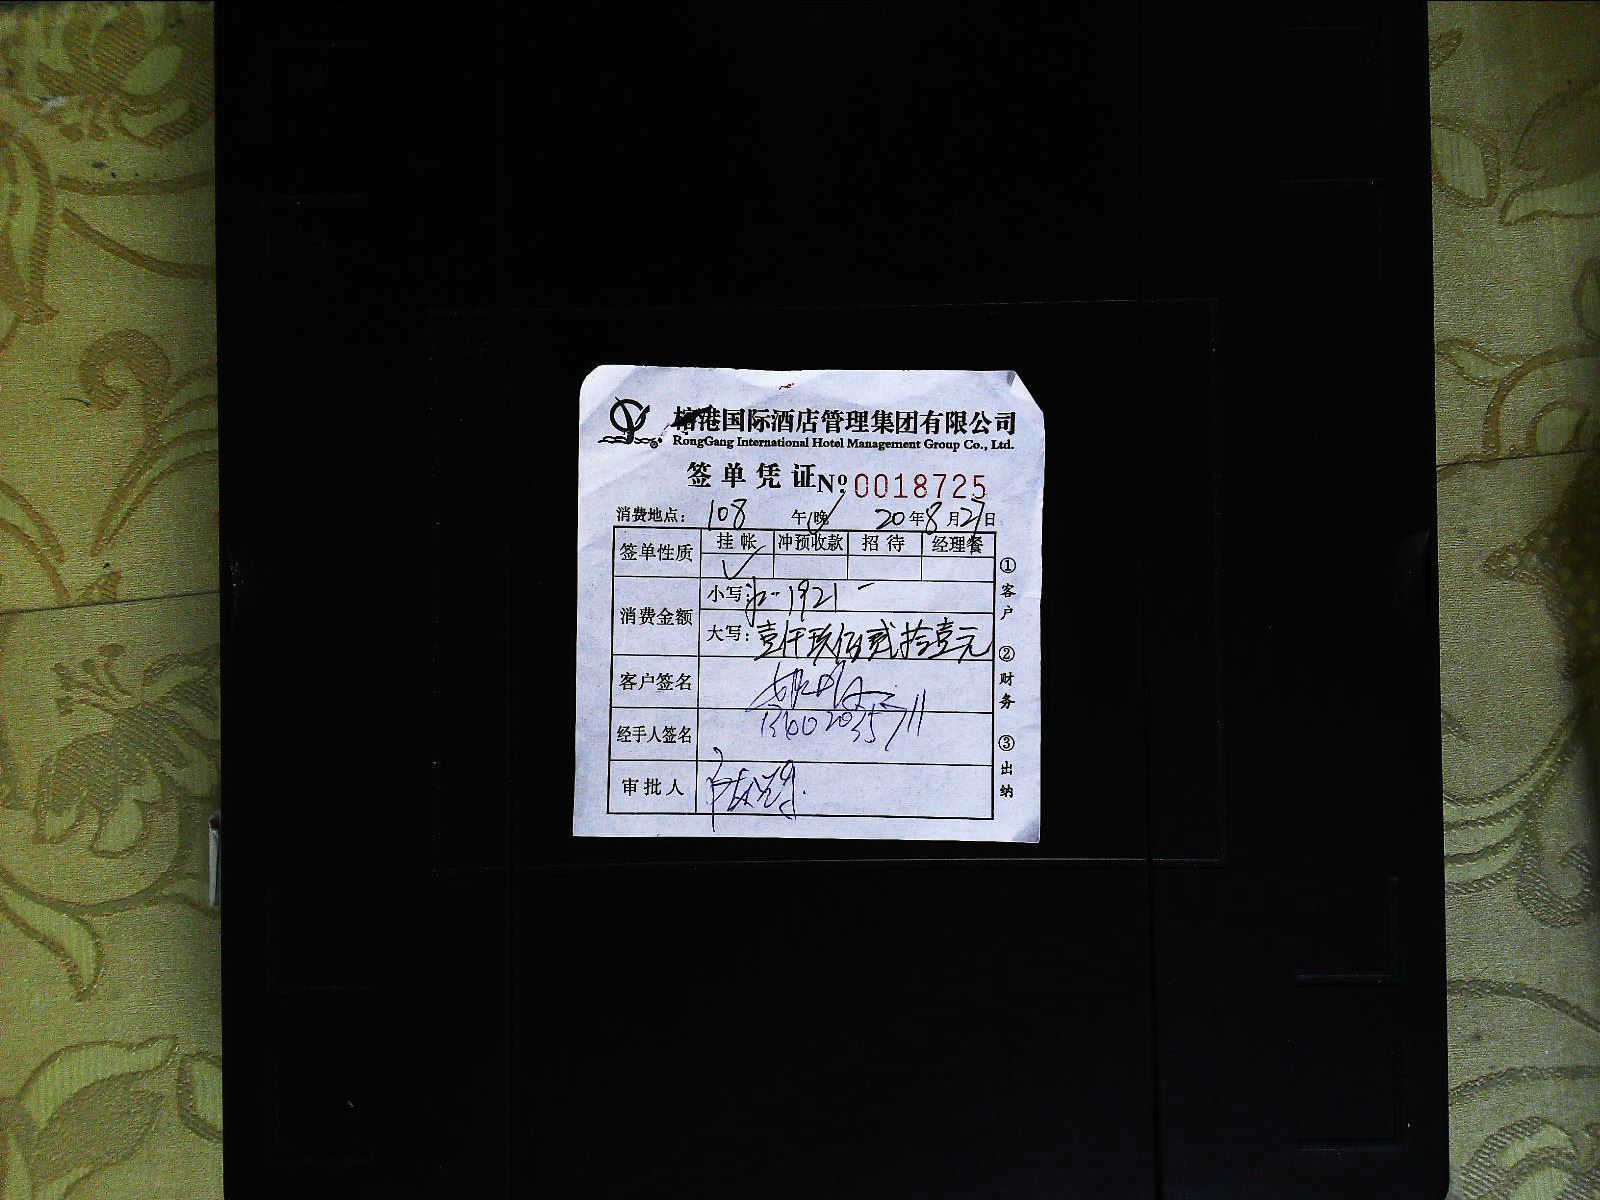 榕港国际酒店管理集团有限公司
RongGang International Hotel Management Group Co., Ltd.
签单凭证 Nº 0018725
消费地点: 108 午/晚 20年8月21日
签单性质 挂帐 冲预收款 招待 经理餐
✓
消费金额
小写: 1921
大写: 壹仟玖佰贰拾壹元
客户签名
13600203571
经手人签名
审批人
①客户
②财务
③出纳